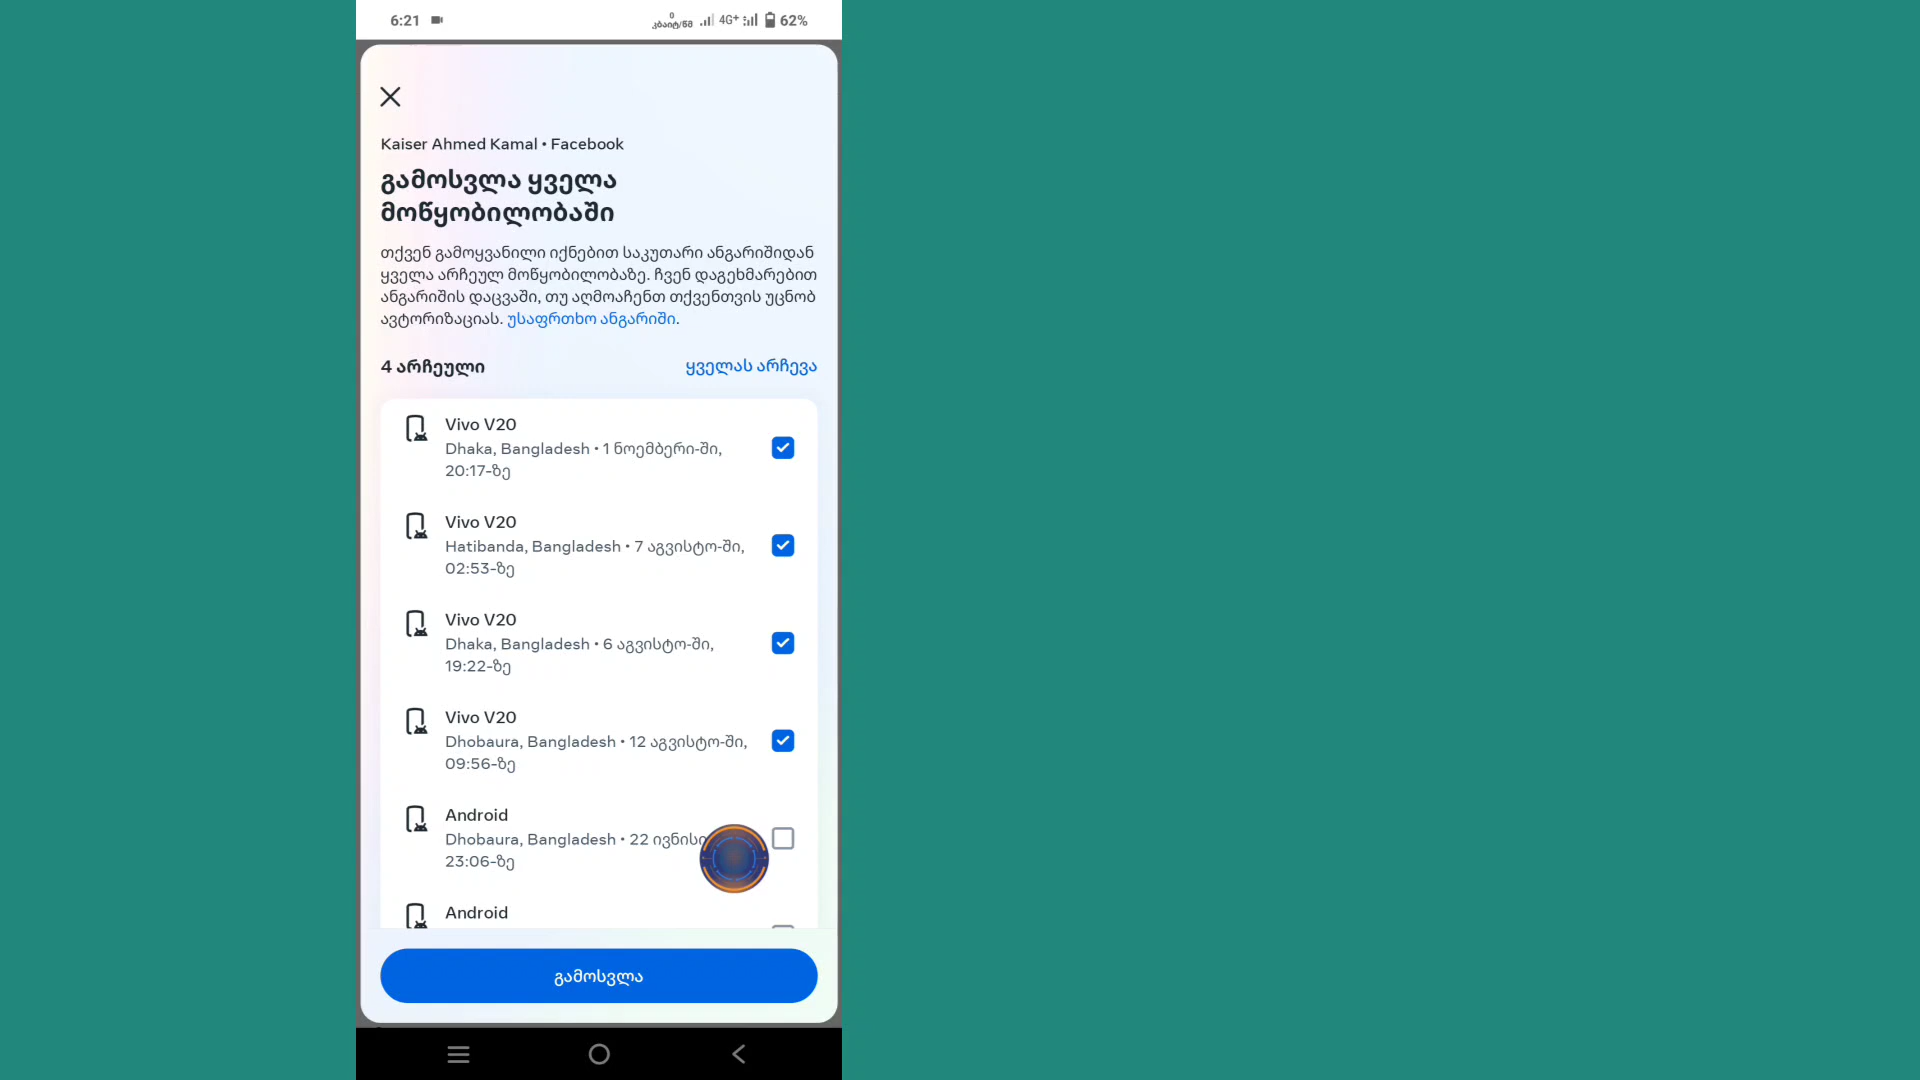 6:21
0
კბაიტ/წმ
4G+
62%
Kaiser Ahmed Kamal • Facebook
გამოსვლა ყველა
მოწყობილობაში
თქვენ გამოყვანილი იქნებით საკუთარი ანგარიშიდან
ყველა არჩეულ მოწყობილობაზე. ჩვენ დაგეხმარებით
ანგარიშის დაცვაში, თუ აღმოაჩენთ თქვენთვის უცნობ
ავტორიზაციას. უსაფრთხო ანგარიში.
4 არჩეული
ყველას არჩევა
Vivo V20
Dhaka, Bangladesh • 1 ნოემბერი-ში,
20:17-ზე
Vivo V20
Hatibanda, Bangladesh • 7 აგვისტო-ში,
02:53-ზე
Vivo V20
Dhaka, Bangladesh • 6 აგვისტო-ში,
19:22-ზე
Vivo V20
Dhobaura, Bangladesh • 12 აგვისტო-ში,
09:56-ზე
Android
Dhobaura, Bangladesh • 22
23:06-ზე
Android
გამოსვლა